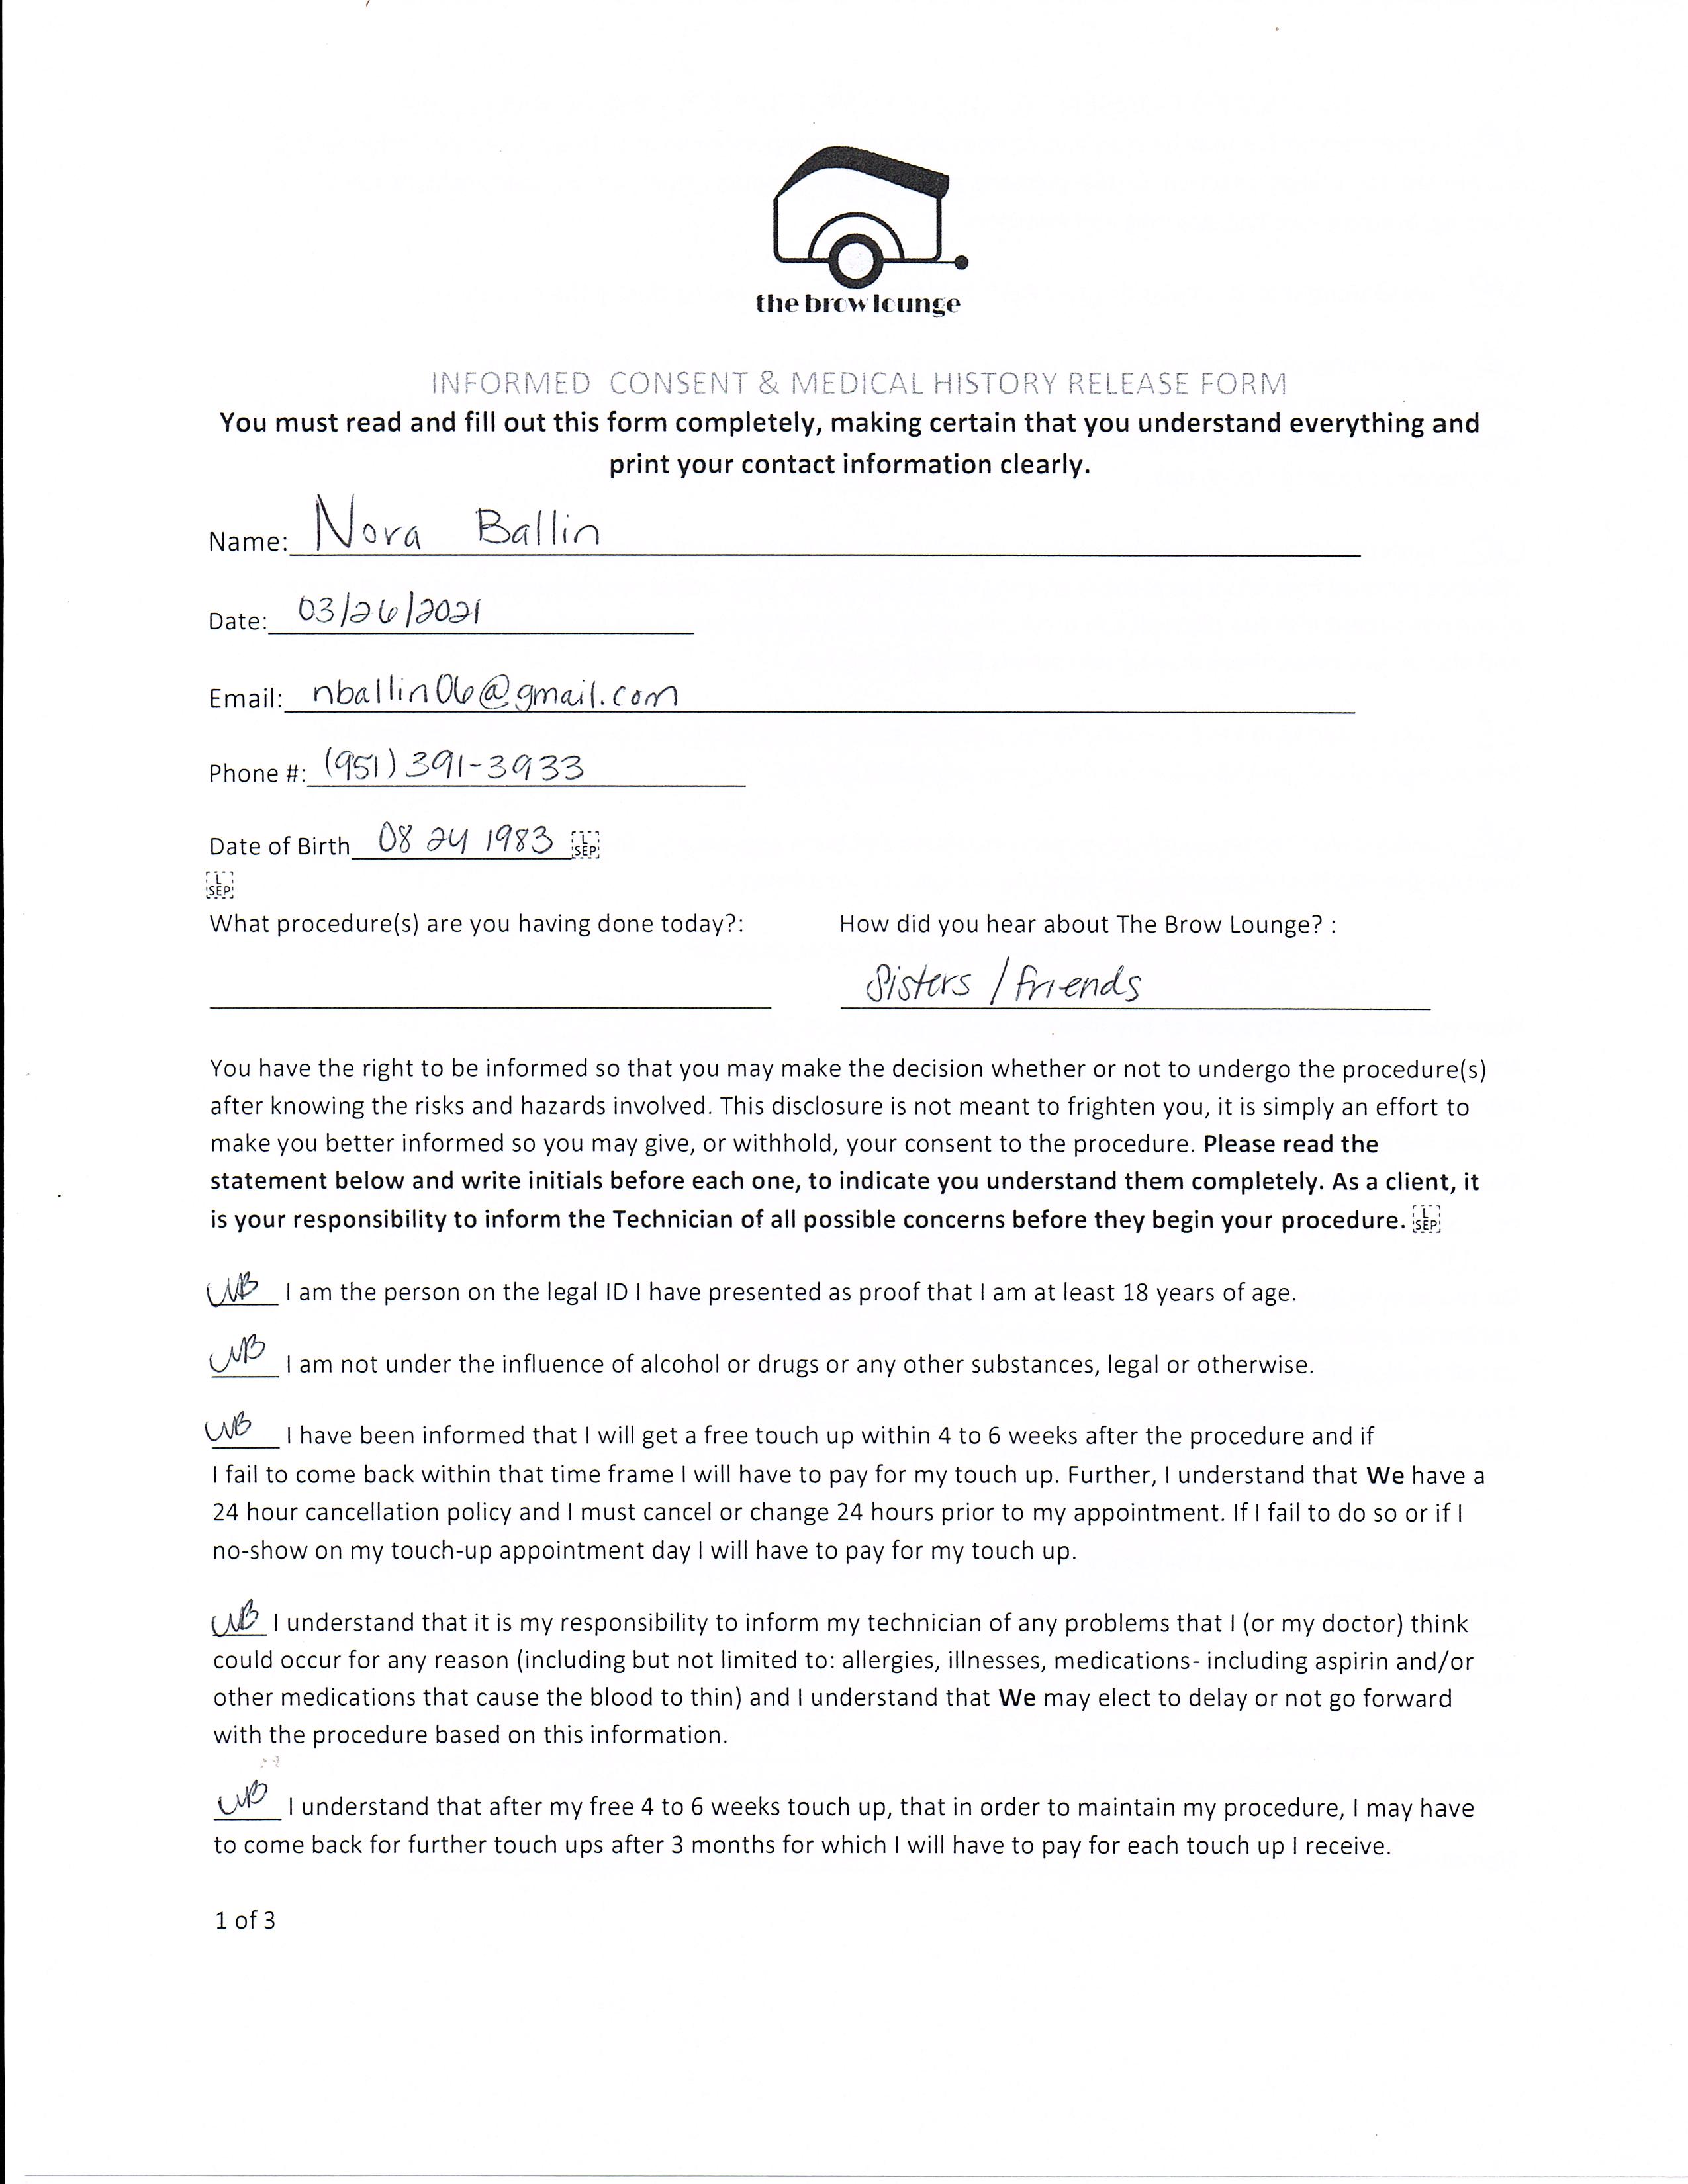 the brow lounge
INFORMED CONSENT & MEDICAL HISTORY RELEASE FORM
You must read and fill out this form completely, making certain that you understand everything and
print your contact information clearly.
Name: Nora Ballin
Date: 03/26/2021
Email: nballin06@gmail.com
Phone #: (951) 391-3933
Date of Birth 08 24 1983 L SEP
L SEP
What procedure(s) are you having done today?: How did you hear about The Brow Lounge? :
Sisters / friends
You have the right to be informed so that you may make the decision whether or not to undergo the procedure(s)
after knowing the risks and hazards involved. This disclosure is not meant to frighten you, it is simply an effort to
make you better informed so you may give, or withhold, your consent to the procedure. Please read the
statement below and write initials before each one, to indicate you understand them completely. As a client, it
is your responsibility to inform the Technician of all possible concerns before they begin your procedure. L SEP
NB I am the person on the legal ID I have presented as proof that I am at least 18 years of age.
NB I am not under the influence of alcohol or drugs or any other substances, legal or otherwise.
NB I have been informed that I will get a free touch up within 4 to 6 weeks after the procedure and if
I fail to come back within that time frame I will have to pay for my touch up. Further, I understand that We have a
24 hour cancellation policy and I must cancel or change 24 hours prior to my appointment. If I fail to do so or if I
no-show on my touch-up appointment day I will have to pay for my touch up.
NB I understand that it is my responsibility to inform my technician of any problems that I (or my doctor) think
could occur for any reason (including but not limited to: allergies, illnesses, medications- including aspirin and/or
other medications that cause the blood to thin) and I understand that We may elect to delay or not go forward
with the procedure based on this information.
NB I understand that after my free 4 to 6 weeks touch up, that in order to maintain my procedure, I may have
to come back for further touch ups after 3 months for which I will have to pay for each touch up I receive.
1 of 3